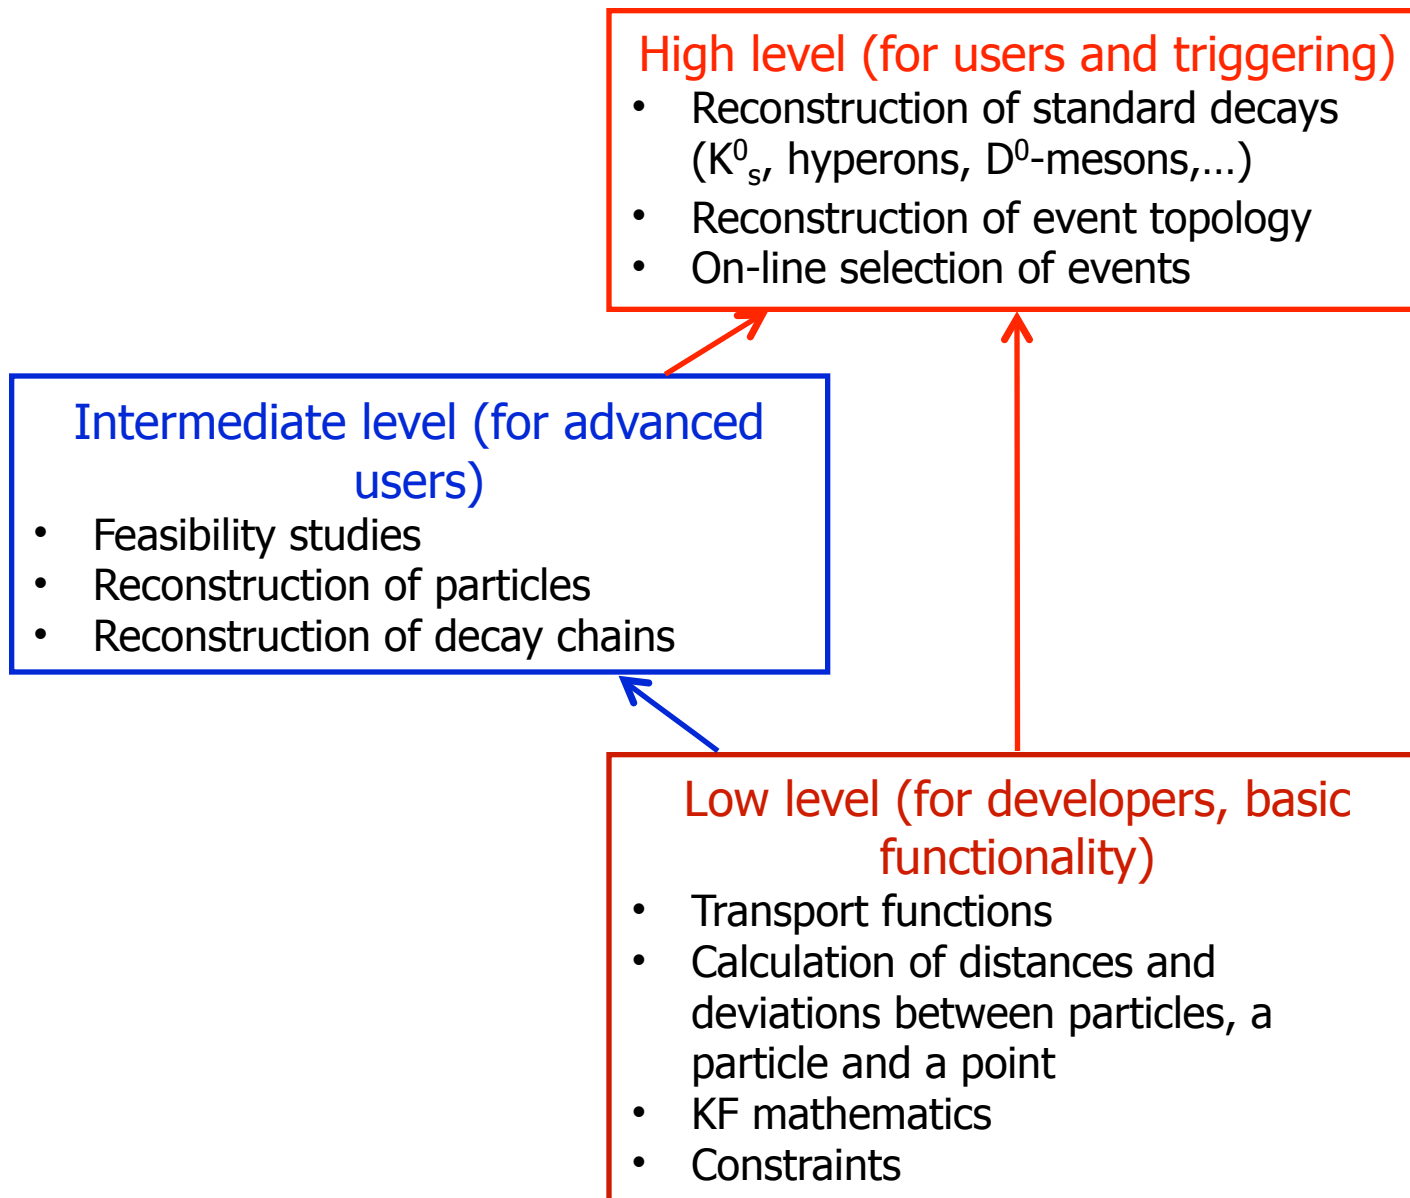 High level (for users and triggering)
• Reconstruction of standard decays
(K⁰ₛ, hyperons, D⁰-mesons,…)
• Reconstruction of event topology
• On-line selection of events
Intermediate level (for advanced
users)
• Feasibility studies
• Reconstruction of particles
• Reconstruction of decay chains
Low level (for developers, basic
functionality)
• Transport functions
• Calculation of distances and
deviations between particles, a
particle and a point
• KF mathematics
• Constraints